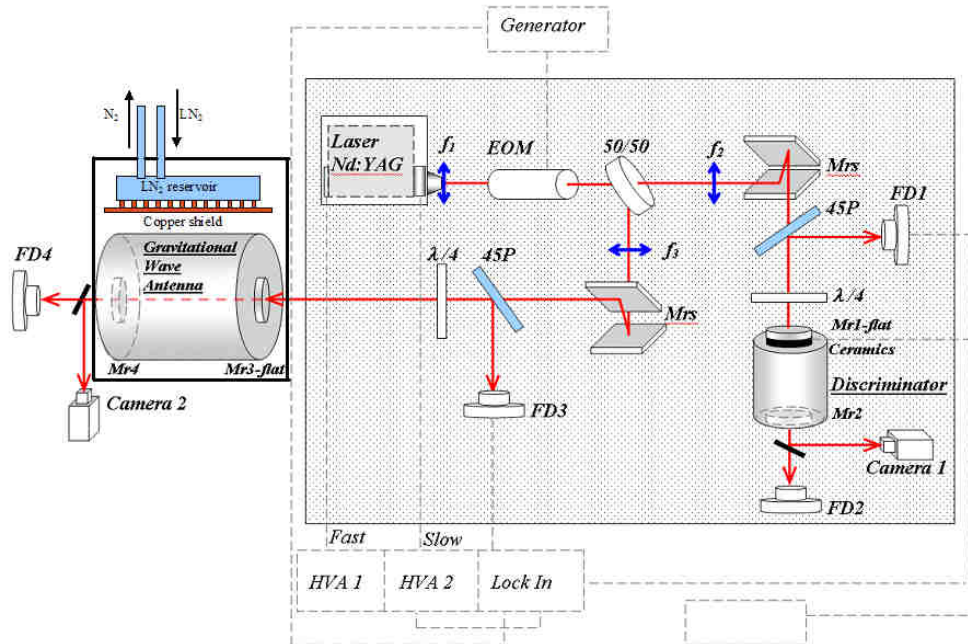 Generator
N₂
LN₂
Laser
Nd:YAG
f₁
EOM
50/50
f₂
Mrs
FD1
LN₂ reservoir
Copper shield
Gravitational
Wave
Antenna
FD4
λ/4
45P
f₃
45P
Mrs
λ/4
Mr1-flat
Ceramics
Discriminator
Mr2
Mr4
Mr3-flat
Camera 2
FD3
Camera 1
FD2
Fast
Slow
HVA 1
HVA 2
Lock In